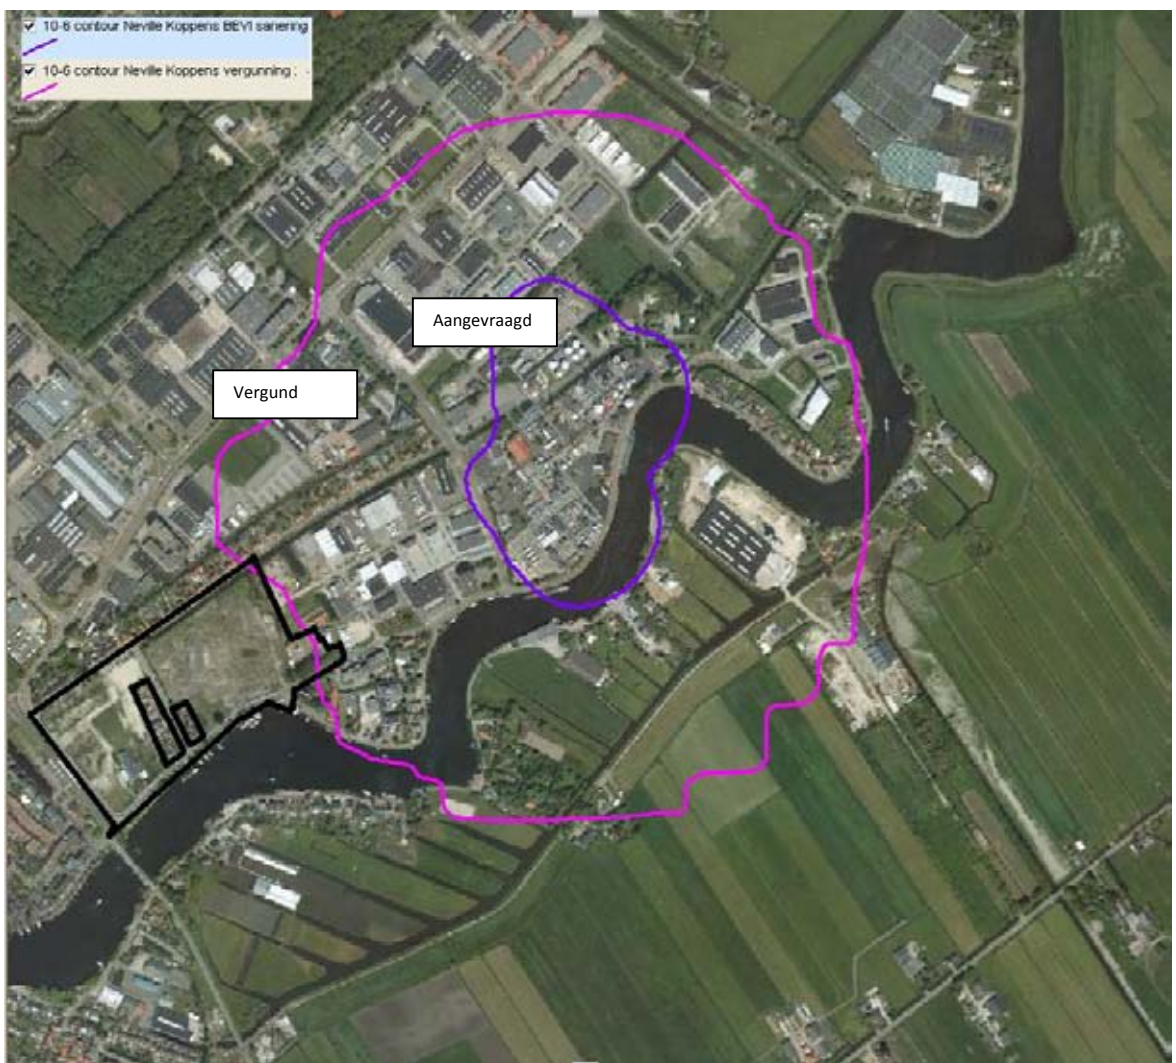 10-6 contour Neville Koppens BEVI sanering
10-6 contour Neville Koppens vergunning :
Aangevraagd
Vergund